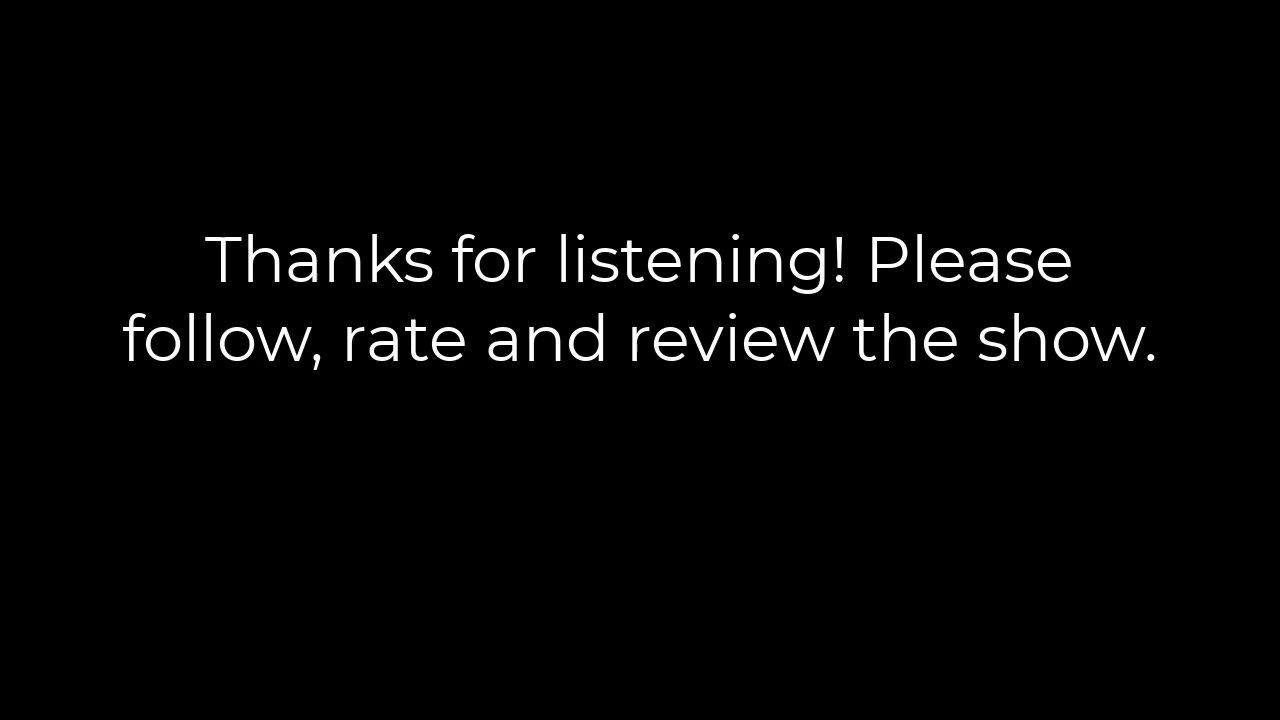 Thanks for listening! Please
follow, rate and review the show.